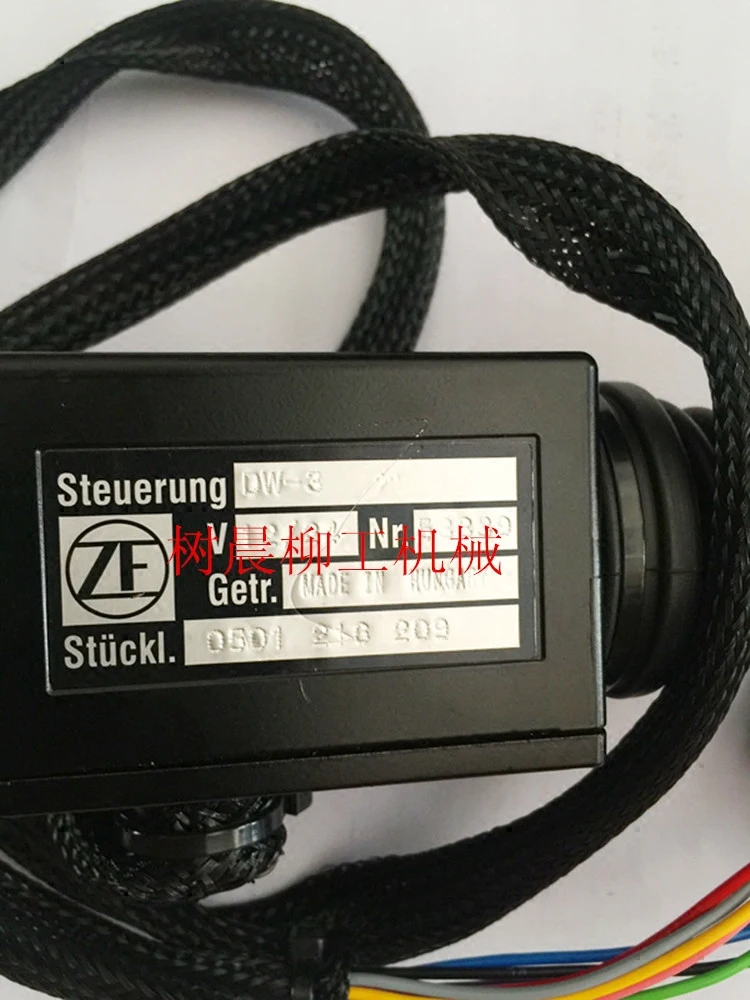 Steuerung DW-3
ZF
V
Nr.
树晨柳工机械
Getr. MADE IN HUNGARY
Stückl. 0501 216 209